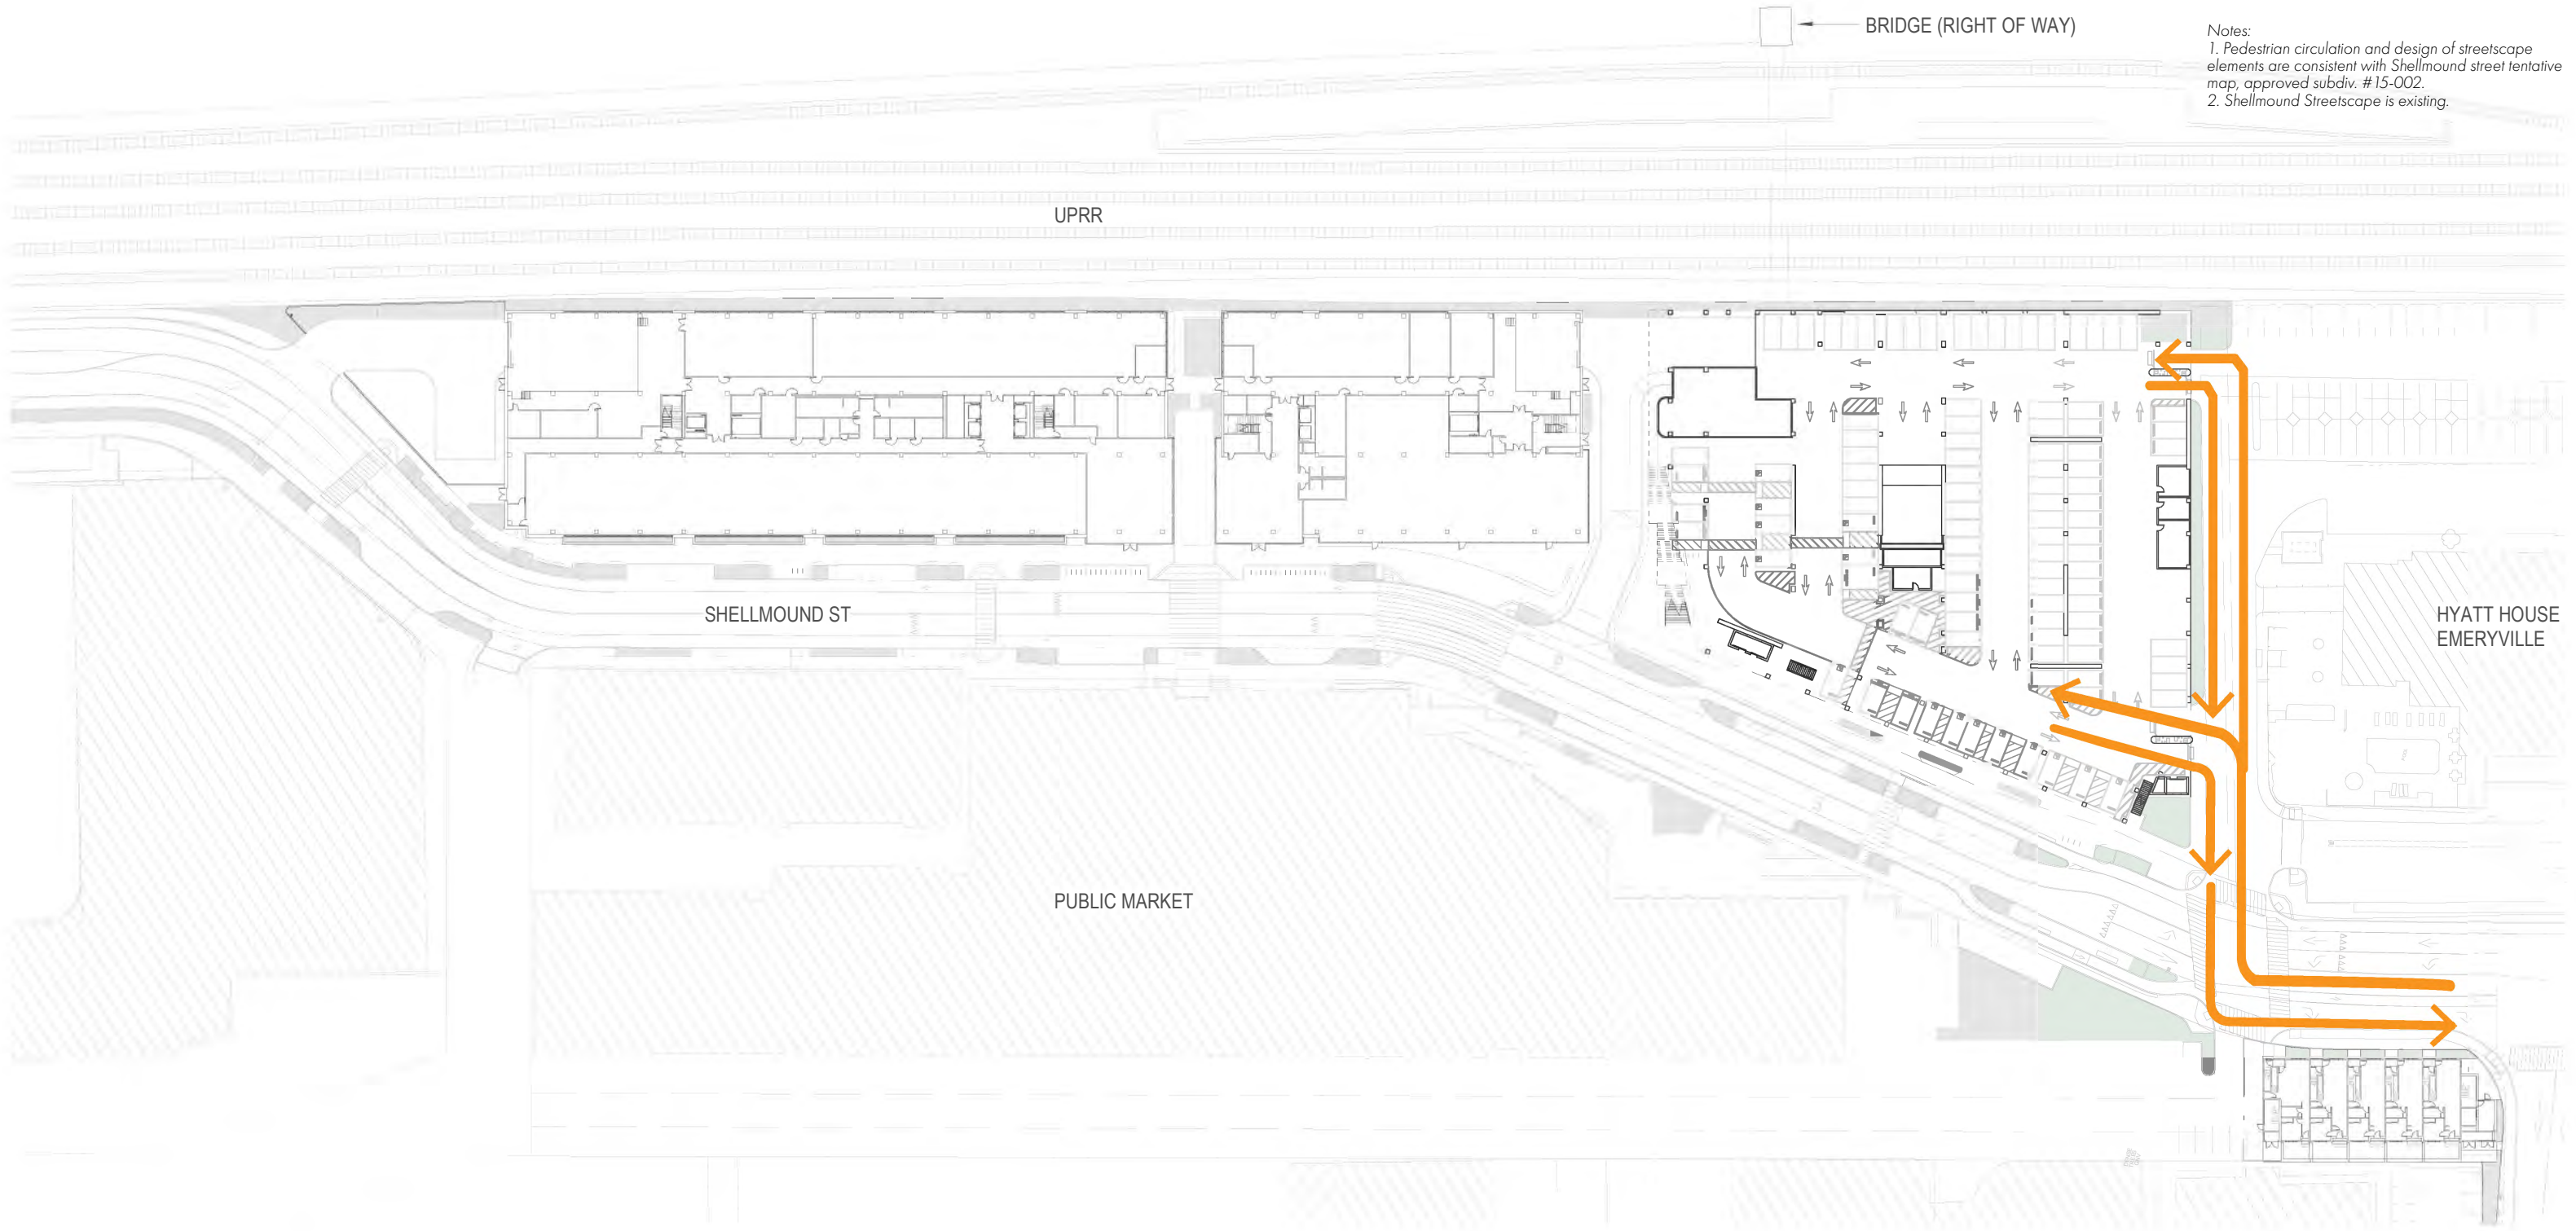 BRIDGE (RIGHT OF WAY)
Notes:
1. Pedestrian circulation and design of streetscape
elements are consistent with Shellmound street tentative
map, approved subdiv. #15-002.
2. Shellmound Streetscape is existing.
UPRR
SHELLMOUND ST
HYATT HOUSE
EMERYVILLE
PUBLIC MARKET